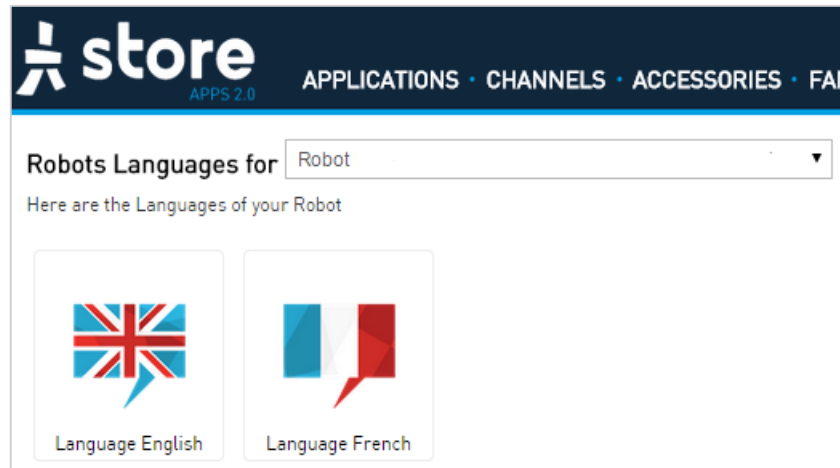 store
APPS 2.0
APPLICATIONS · CHANNELS · ACCESSORIES ·
Robots Languages for Robot
Here are the Languages of your Robot
Language English Language French